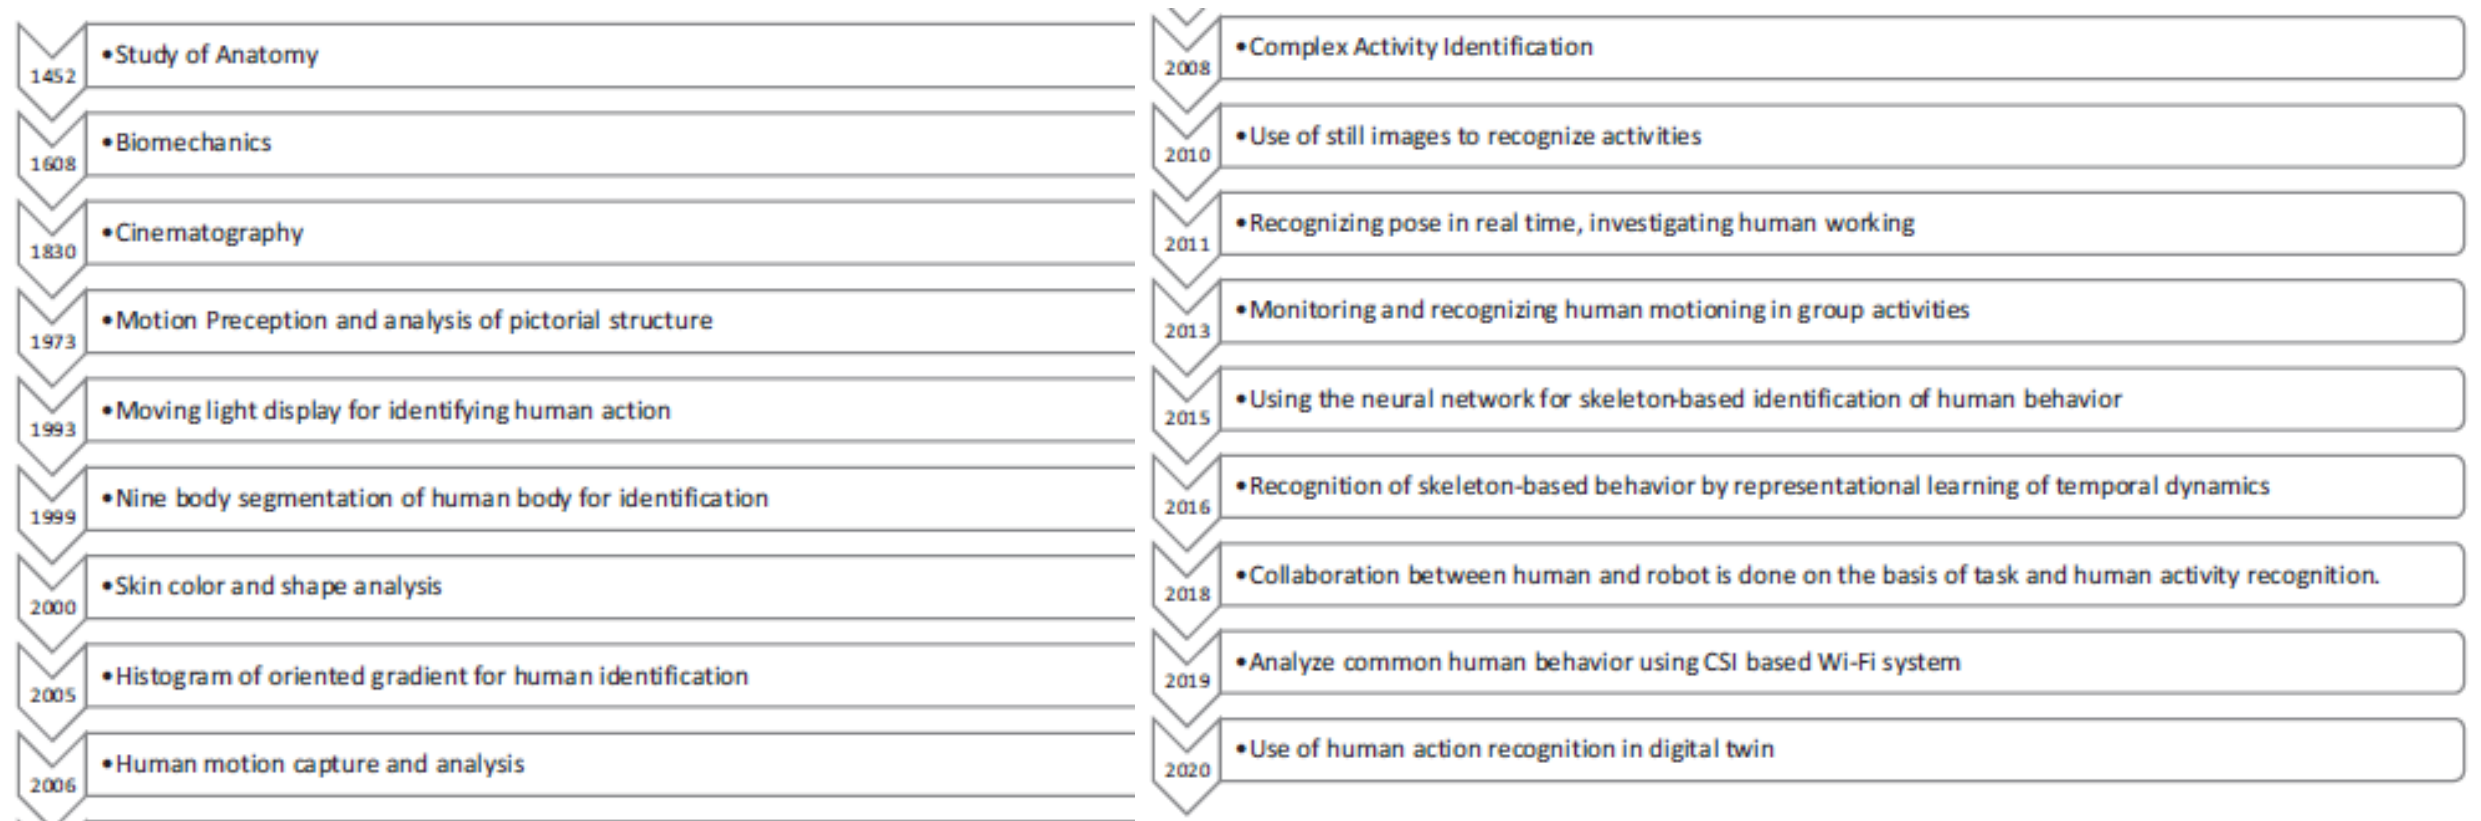 1452
•Study of Anatomy
1608
•Biomechanics
1830
•Cinematography
1973
•Motion Preception and analysis of pictorial structure
1993
•Moving light display for identifying human action
1999
•Nine body segmentation of human body for identification
2000
•Skin color and shape analysis
2005
•Histogram of oriented gradient for human identification
2006
•Human motion capture and analysis
2008
•Complex Activity Identification
2010
•Use of still images to recognize activities
2011
•Recognizing pose in real time, investigating human working
2013
•Monitoring and recognizing human motioning in group activities
2015
•Using the neural network for skeleton-based identification of human behavior
2016
•Recognition of skeleton-based behavior by representational learning of temporal dynamics
2018
•Collaboration between human and robot is done on the basis of task and human activity recognition.
2019
•Analyze common human behavior using CSI based Wi-Fi system
2020
•Use of human action recognition in digital twin